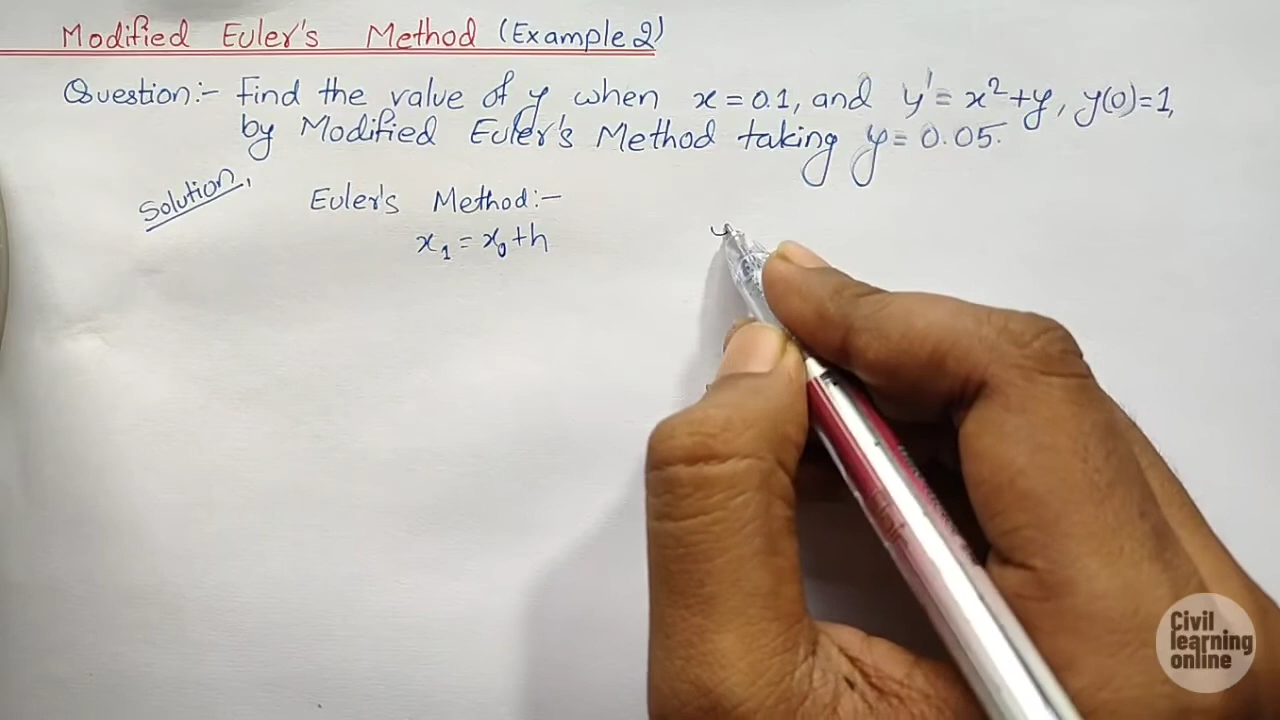 Modified Euler's Method (Example 2)
Question:- Find the value of y when x = 0.1, and y' = x² + y, y(0)=1,
by Modified Euler's Method taking y = 0.05.
Solution,
Euler's Method:-
x₁ = x₀ + h
Civil
learning
online